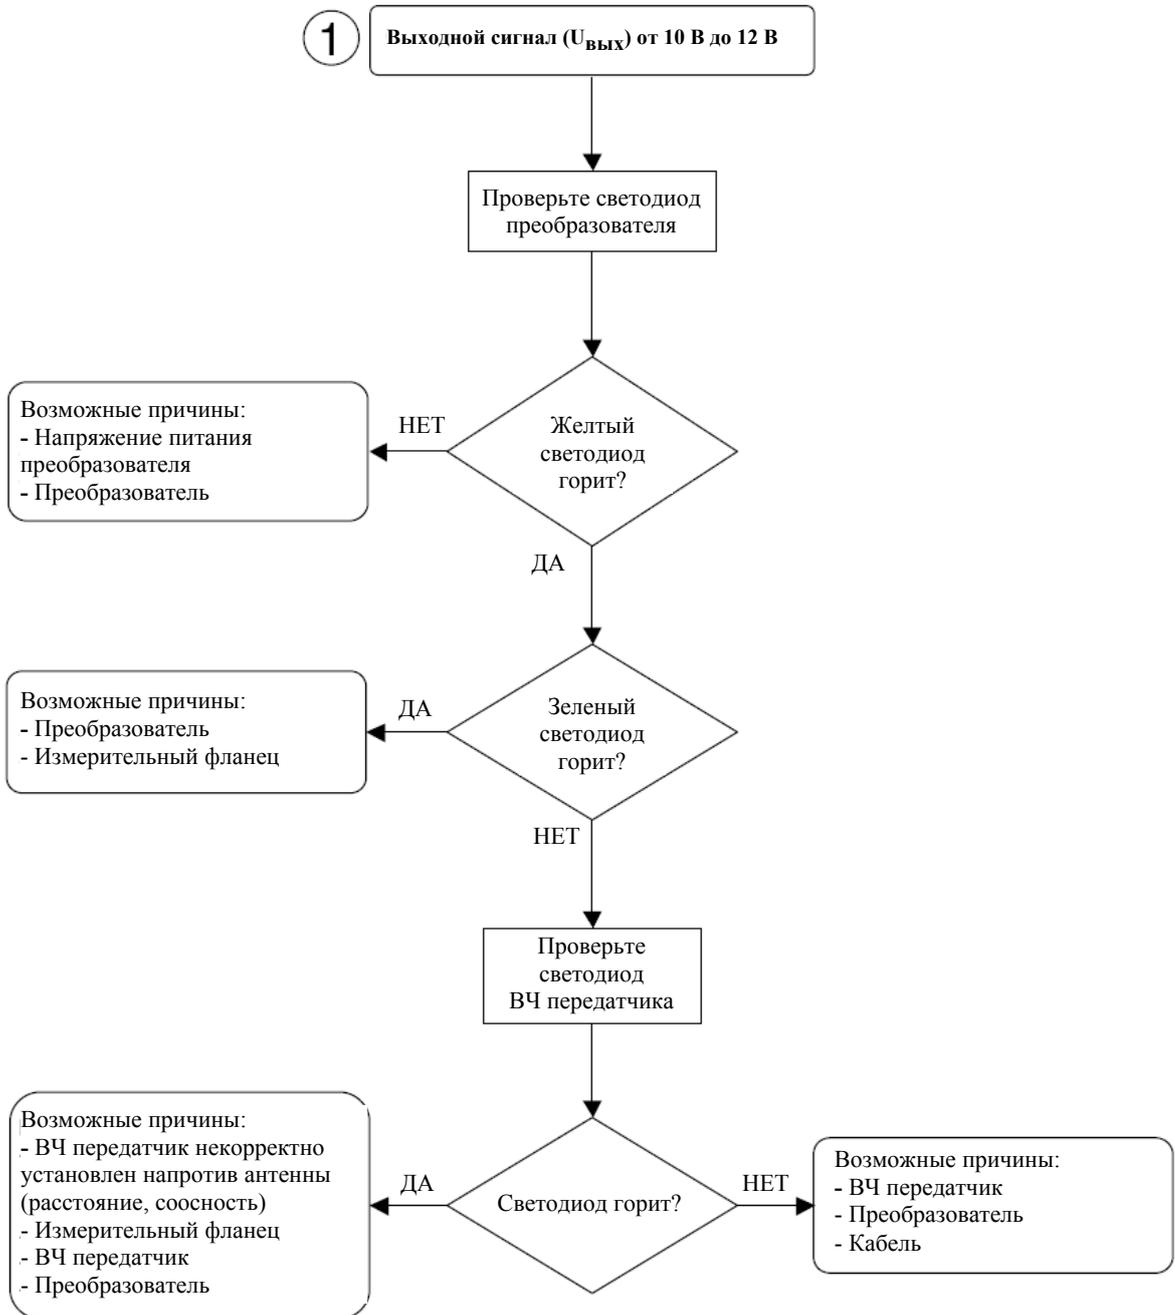 1
Выходной сигнал (Uвых) от 10 В до 12 В
Проверьте светодиод
преобразователя
Желтый
светодиод
горит?
НЕТ
Возможные причины:
- Напряжение питания
преобразователя
- Преобразователь
ДА
Зеленый
светодиод
горит?
ДА
Возможные причины:
- Преобразователь
- Измерительный фланец
НЕТ
Проверьте
светодиод
ВЧ передатчика
Светодиод горит?
ДА
Возможные причины:
- ВЧ передатчик некорректно
установлен напротив антенны
(расстояние, соосность)
- Измерительный фланец
- ВЧ передатчик
- Преобразователь
НЕТ
Возможные причины:
- ВЧ передатчик
- Преобразователь
- Кабель